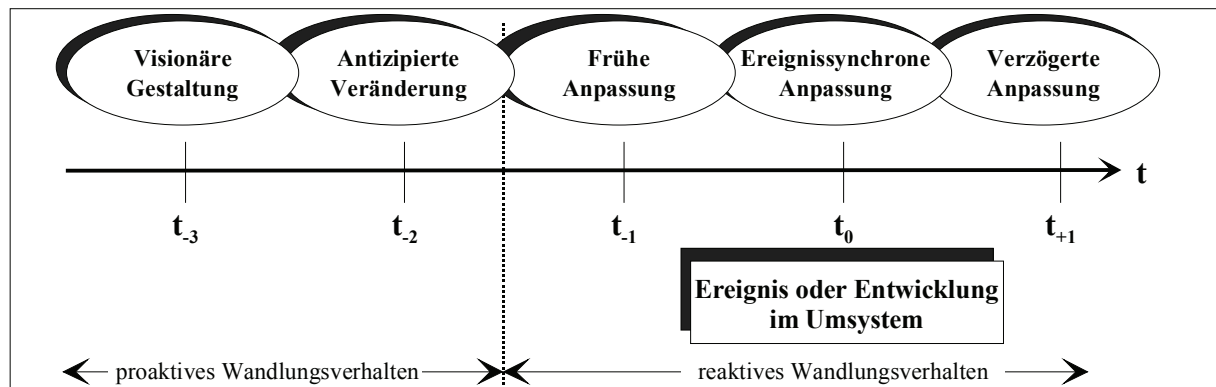 Visionäre
Gestaltung
Antizipierte
Veränderung
Frühe
Anpassung
Ereignissynchrone
Anpassung
Verzögerte
Anpassung
t
t-3
t-2
t-1
t0
t+1
Ereignis oder Entwicklung
im Umsystem
proaktives Wandlungsverhalten
reaktives Wandlungsverhalten